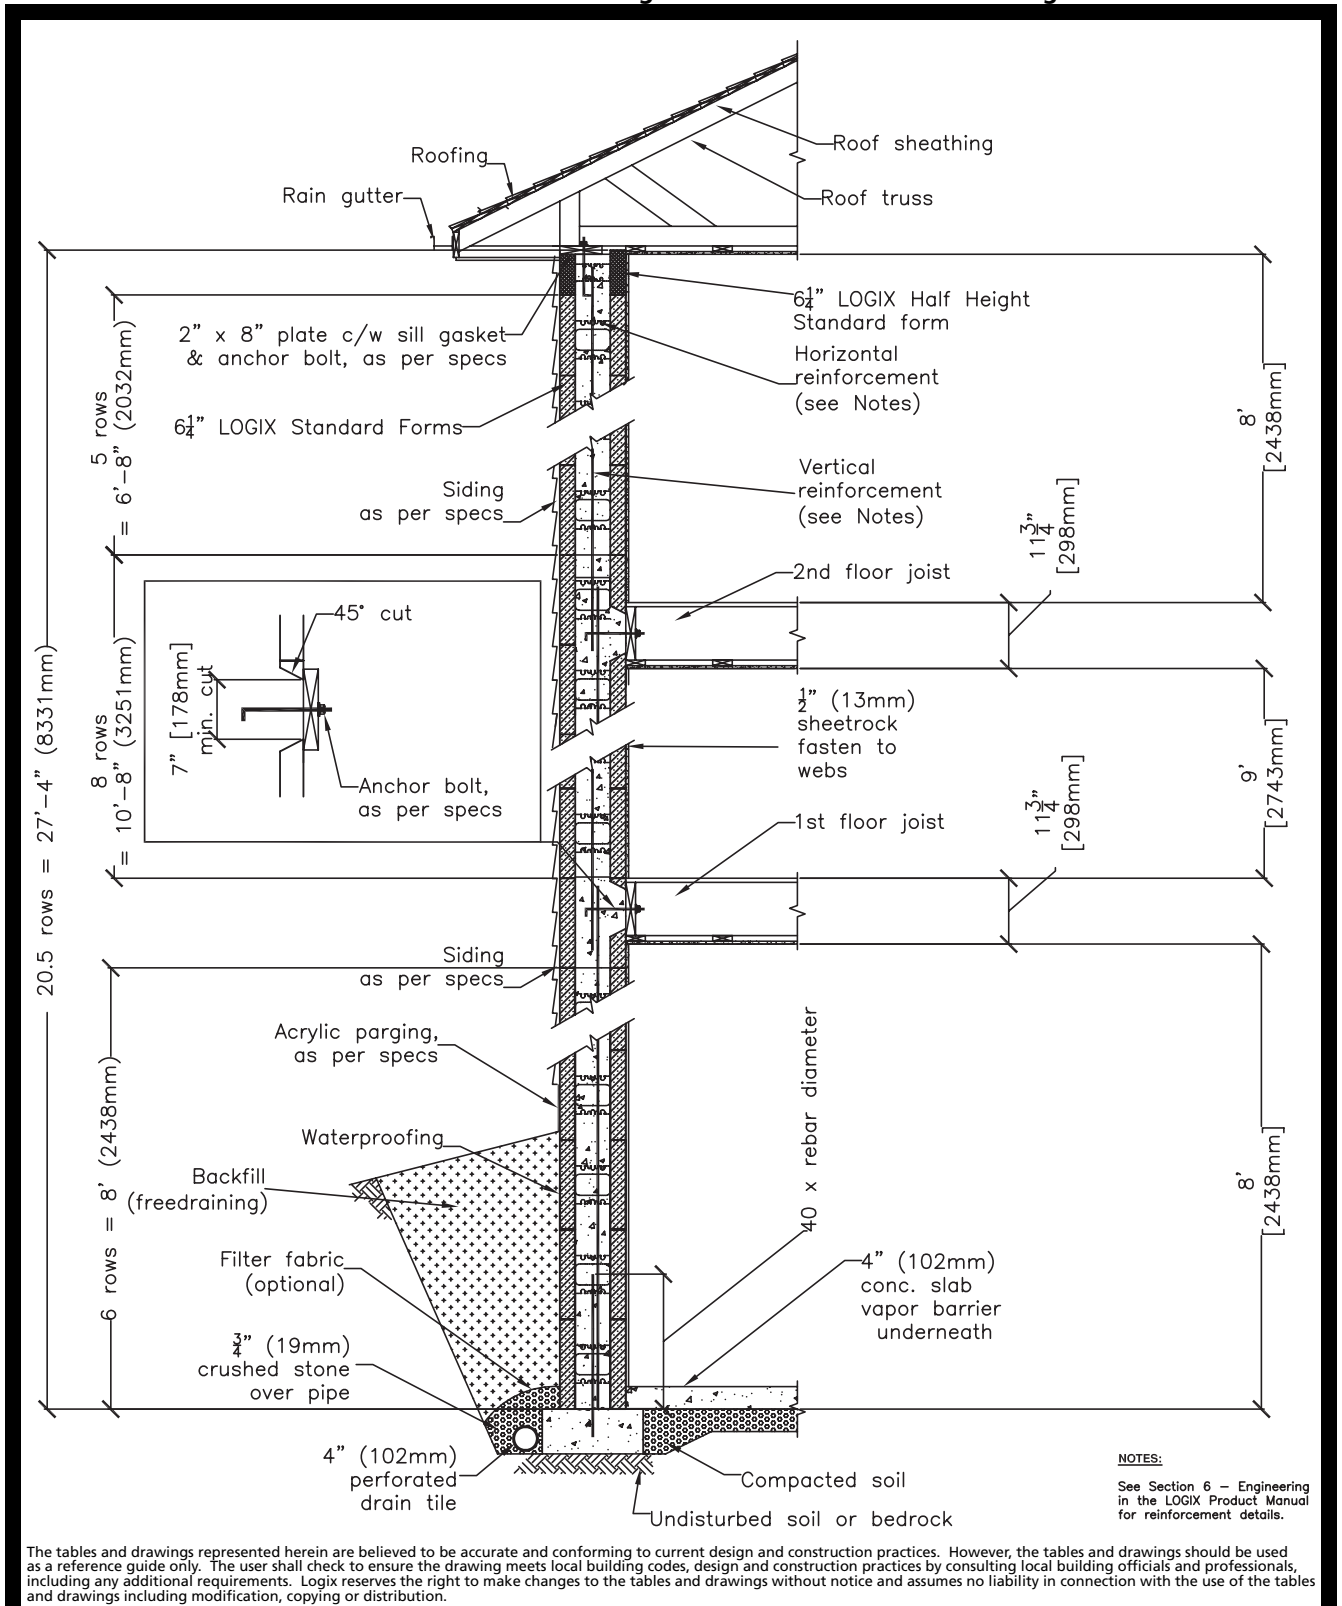 Roofing
Rain gutter
Roof sheathing
Roof truss
2” x 8” plate c/w sill gasket
& anchor bolt, as per specs
6 1/4” LOGIX Half Height
Standard form
Horizontal
reinforcement
(see Notes)
6 1/4” LOGIX Standard Forms
Siding
as per specs
Vertical
reinforcement
(see Notes)
5 rows
= 6’–8” (2032mm)
8’
[2438mm]
11 3/4”
[298mm]
2nd floor joist
45° cut
7” [178mm]
min. cut
Anchor bolt,
as per specs
8 rows
= 10’–8” (3251mm)
20.5 rows = 27’–4” (8331mm)
1/2” (13mm)
sheetrock
fasten to
webs
9’
[2743mm]
11 3/4”
[298mm]
1st floor joist
Siding
as per specs
Acrylic parging,
as per specs
Waterproofing
Backfill
(freedraining)
6 rows = 8’ (2438mm)
Filter fabric
(optional)
3/4” (19mm)
crushed stone
over pipe
4” (102mm)
perforated
drain tile
40 x rebar diameter
8’
[2438mm]
4” (102mm)
conc. slab
vapor barrier
underneath
Compacted soil
Undisturbed soil or bedrock
NOTES:
See Section 6 – Engineering
in the LOGIX Product Manual
for reinforcement details.
The tables and drawings represented herein are believed to be accurate and conforming to current design and construction practices. However, the tables and drawings should be used
as a reference guide only. The user shall check to ensure the drawing meets local building codes, design and construction practices by consulting local building officials and professionals,
including any additional requirements. Logix reserves the right to make changes to the tables and drawings without notice and assumes no liability in connection with the use of the tables
and drawings including modification, copying or distribution.